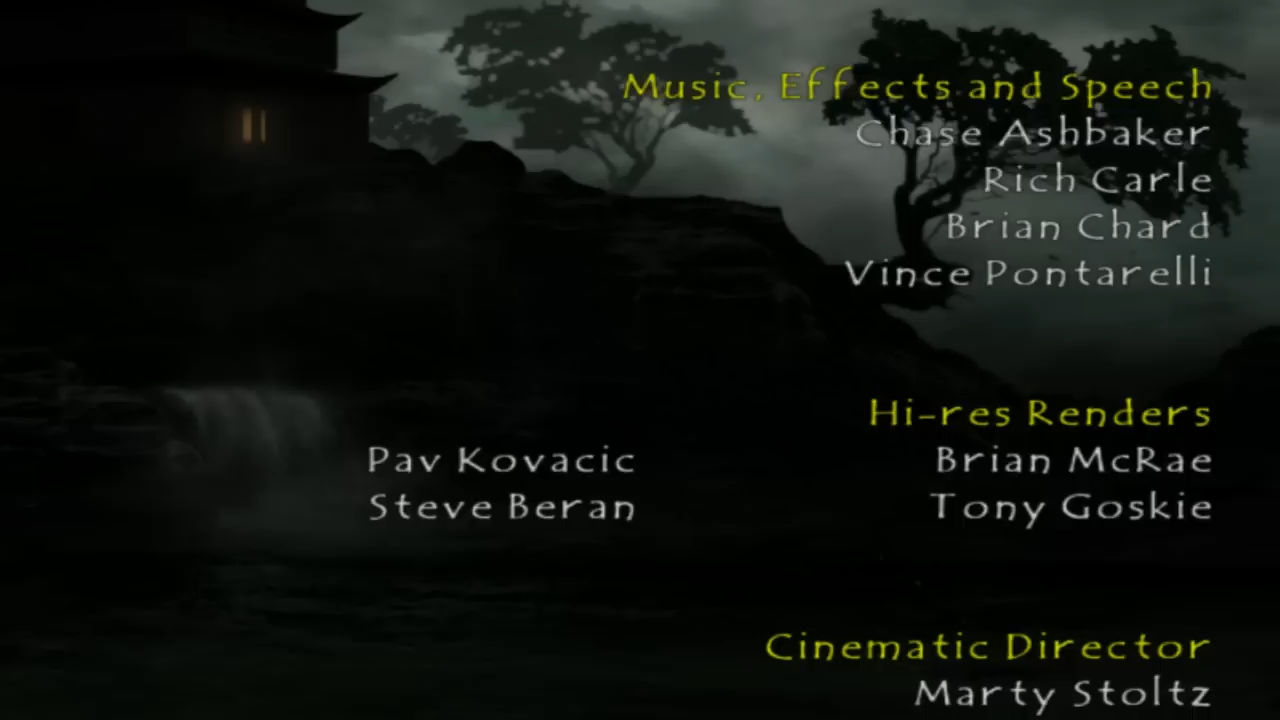 Music, Effects and Speech
Chase Ashbaker
Rich Carle
Brian Chard
Vince Pontarelli
Hi-res Renders
Pav Kovacic Brian McRae
Steve Beran Tony Goskie
Cinematic Director
Marty Stoltz